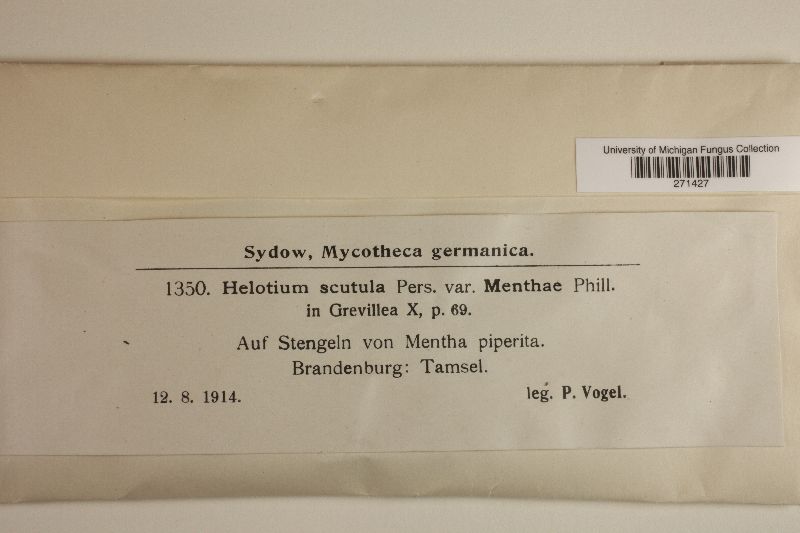 University of Michigan Fungus Collection
271427
Sydow, Mycotheca germanica.
1350. Helotium scutula Pers. var. Menthae Phill.
in Grevillea X, p. 69.
Auf Stengeln von Mentha piperita.
Brandenburg: Tamsel.
12. 8. 1914. leg. P. Vogel.